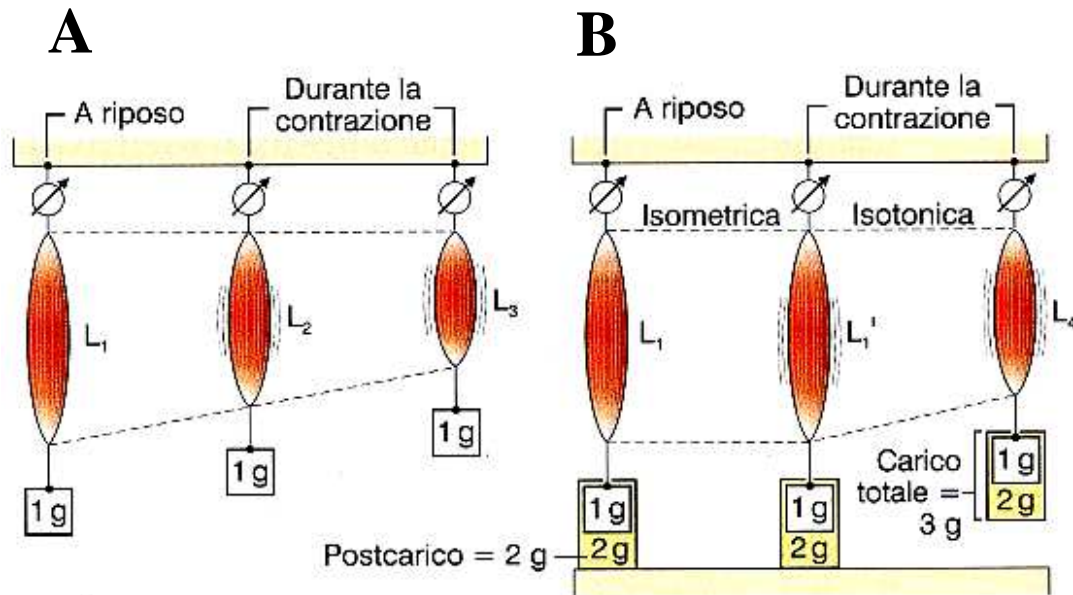 A
A riposo
Durante la
contrazione
L1
L2
L3
1 g
1 g
1 g
B
A riposo
Durante la
contrazione
Isometrica
Isotonica
L1
L1'
L4
1 g
2 g
1 g
2 g
1 g
2 g
Carico
totale =
3 g
Postcarico = 2 g